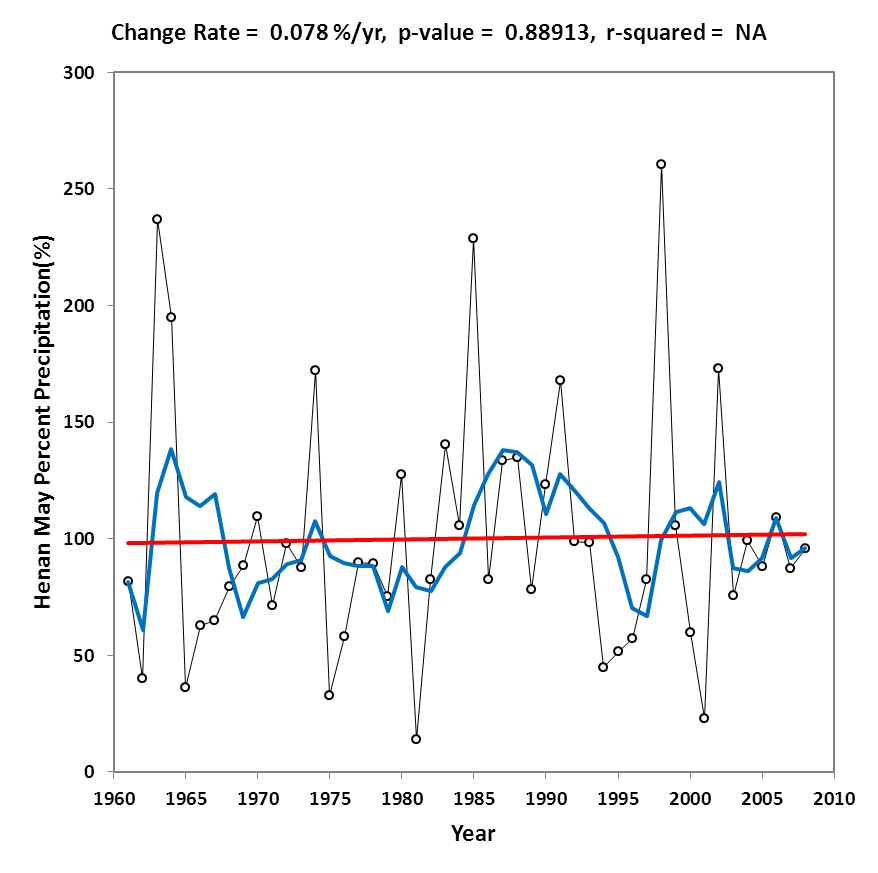 Change Rate = 0.078 %/yr, p-value = 0.88913, r-squared = NA
Henan May Percent Precipitation(%)
300
250
200
150
100
50
0
1960 1965 1970 1975 1980 1985 1990 1995 2000 2005 2010
Year